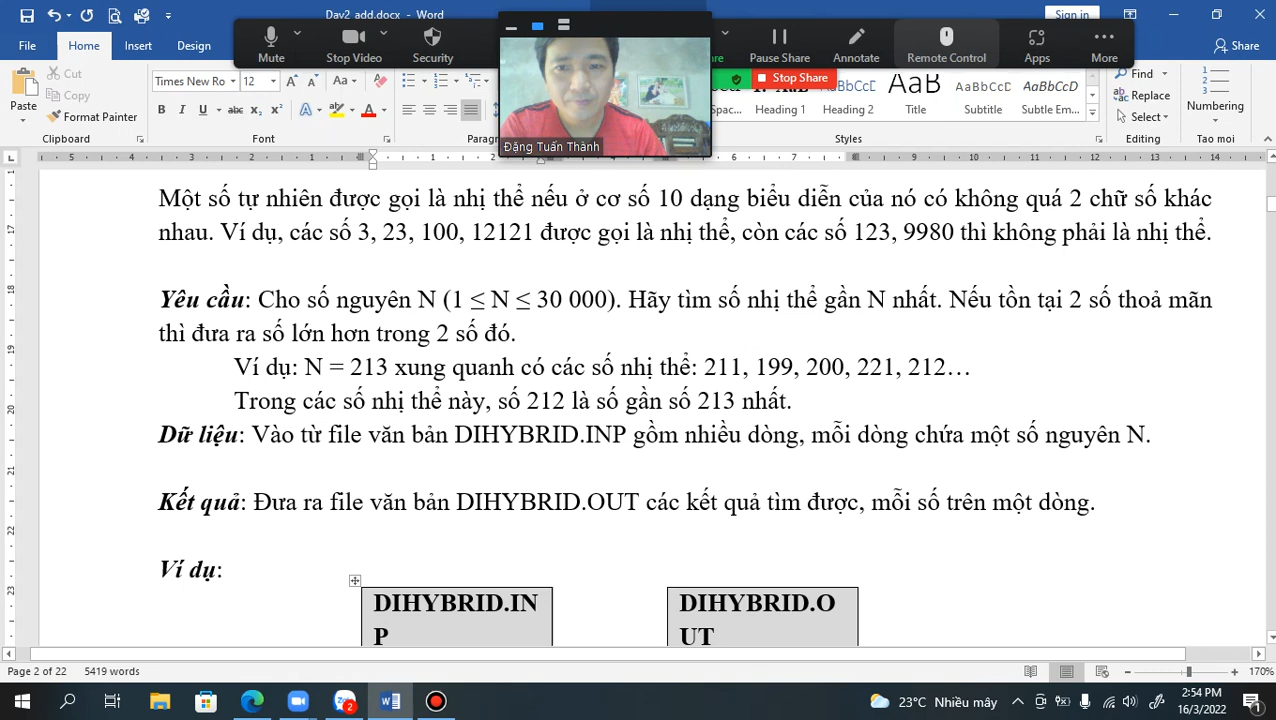 Day2 add.docx - Word
Sign in
File
Home
Insert
Design
Share
Mute
Stop Video
Security
Pause Share
Annotate
Remote Control
Apps
More
Stop Share
Đặng Tuấn Thành
Paste
Cut
Copy
Format Painter
Clipboard
Times New Ro
12
Font
Heading 1
Heading 2
Title
Subtitle
Subtle Em...
Styles
Find
Replace
Select
Editing
Numbering
Tao moi
Một số tự nhiên được gọi là nhị thể nếu ở cơ số 10 dạng biểu diễn của nó có không quá 2 chữ số khác
nhau. Ví dụ, các số 3, 23, 100, 12121 được gọi là nhị thể, còn các số 123, 9980 thì không phải là nhị thể.
Yêu cầu: Cho số nguyên N (1 ≤ N ≤ 30 000). Hãy tìm số nhị thể gần N nhất. Nếu tồn tại 2 số thoả mãn
thì đưa ra số lớn hơn trong 2 số đó.
Ví dụ: N = 213 xung quanh có các số nhị thể: 211, 199, 200, 221, 212…
Trong các số nhị thể này, số 212 là số gần số 213 nhất.
Dữ liệu: Vào từ file văn bản DIHYBRID.INP gồm nhiều dòng, mỗi dòng chứa một số nguyên N.
Kết quả: Đưa ra file văn bản DIHYBRID.OUT các kết quả tìm được, mỗi số trên một dòng.
Ví dụ:
DIHYBRID.IN
P
DIHYBRID.O
UT
Page 2 of 22
5419 words
170%
23°C Nhiều mây
2:54 PM
16/3/2022